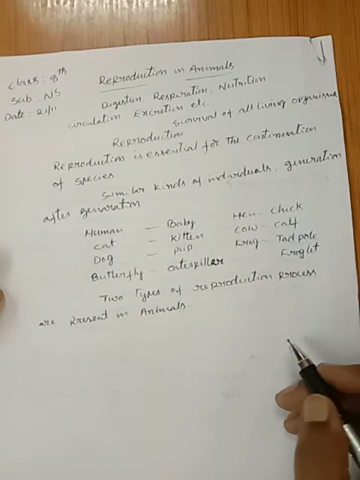 Class: 8th
Sub: NS
Date: 21/11
Reproduction in Animals
Digestion Respiration, Nutrition
circulation, Excretion etc.
Survival of all living organisms
Reproduction
Reproduction is essential for the continuation
of species.
Similar kinds of individuals, generation
after generation
Human — Baby
Cat — kitten
Dog — pup
Butterfly — caterpillar
Hen - chick
Cow - calf
Frog - Tadpole
Froglet
Two Types of reproduction process
are Present in Animals.